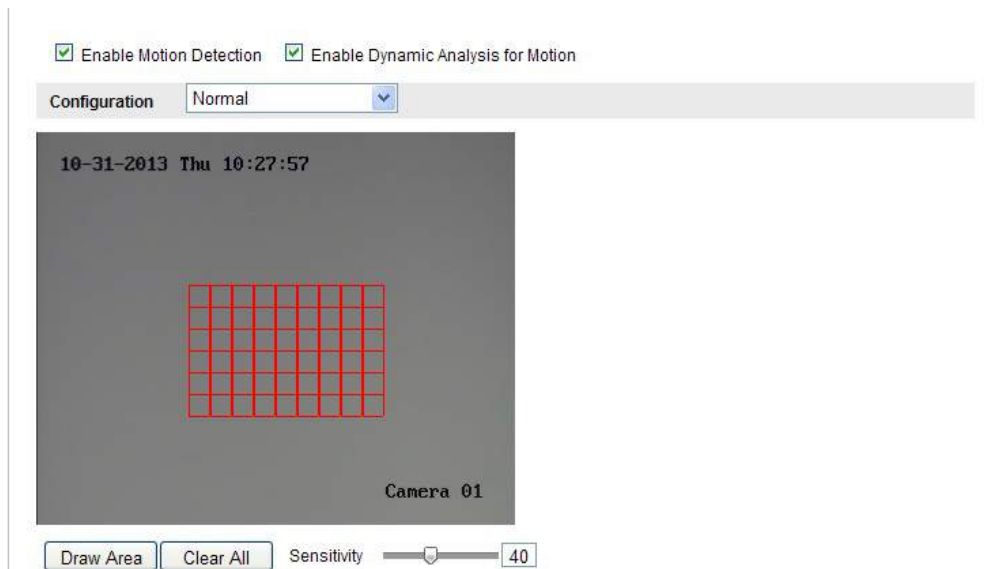 Enable Motion Detection Enable Dynamic Analysis for Motion
Configuration Normal
10-31-2013 Thu 10:27:57
Camera 01
Draw Area Clear All Sensitivity 40